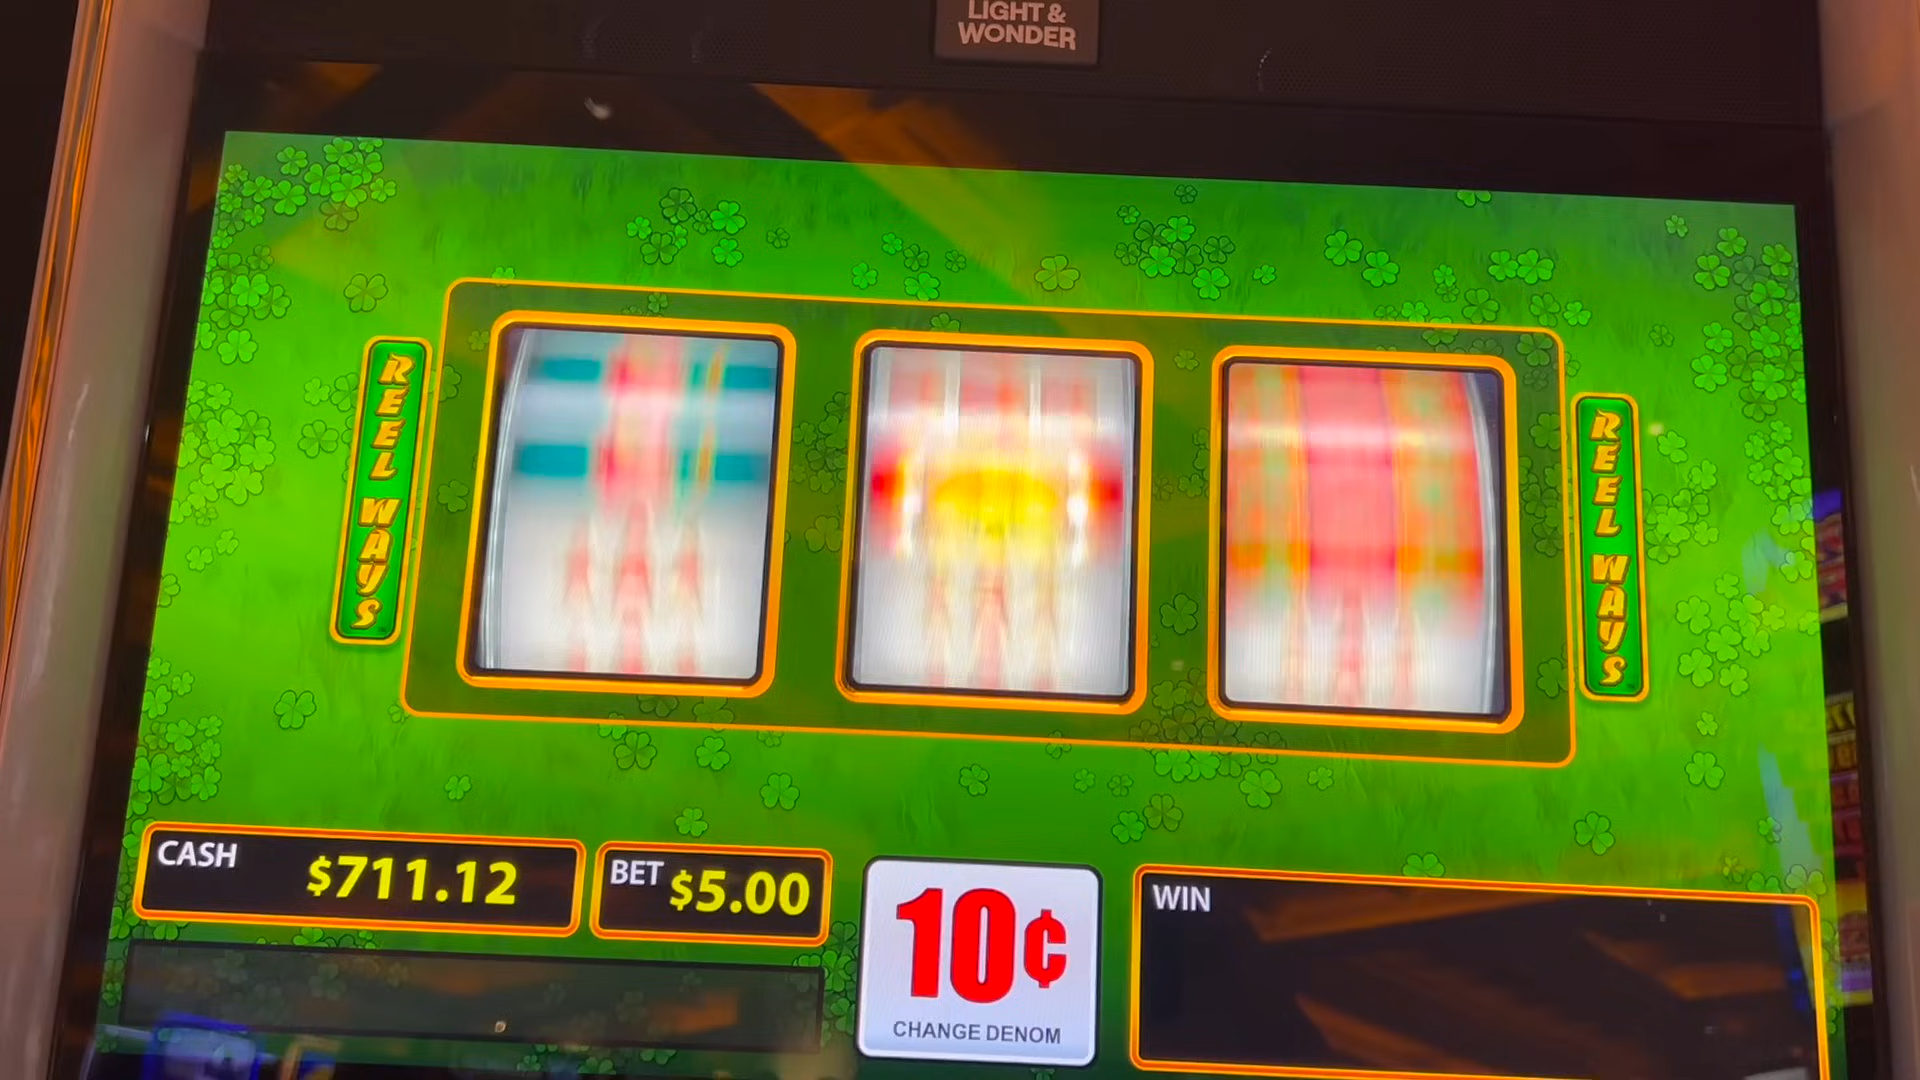 LIGHT &
WONDER
REEL WAYS
REEL WAYS
CASH $711.12
BET $5.00
10¢
CHANGE DENOM
WIN